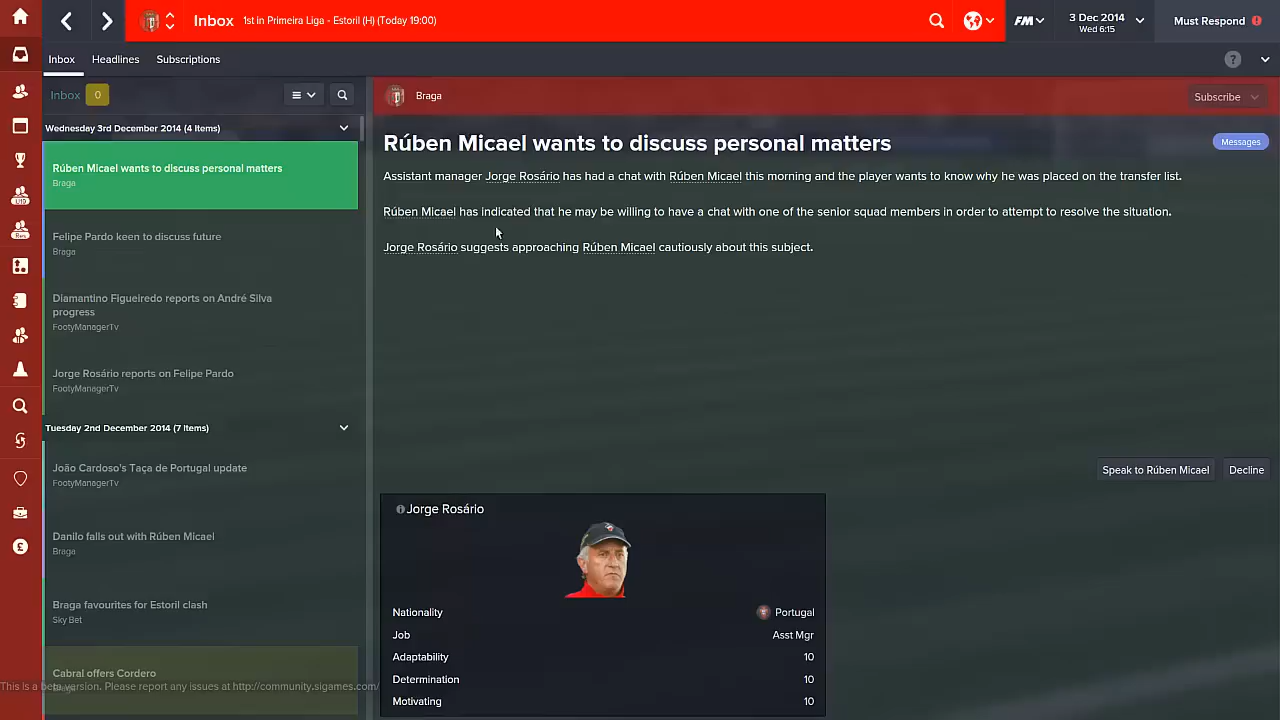 Inbox 1st in Primeira Liga - Estoril (H) (Today 19:00)
FM
3 Dec 2014
Wed 6:15
Must Respond
Inbox Headlines Subscriptions
Inbox 0
Wednesday 3rd December 2014 (4 Items)
Rúben Micael wants to discuss personal matters
Braga
Felipe Pardo keen to discuss future
Braga
Diamantino Figueiredo reports on André Silva
progress
FootyManagerTv
Jorge Rosário reports on Felipe Pardo
FootyManagerTv
Tuesday 2nd December 2014 (7 Items)
João Cardoso's Taça de Portugal update
FootyManagerTv
Danilo falls out with Rúben Micael
Braga
Braga favourites for Estoril clash
Sky Bet
Cabral offers Cordero
This is a beta version. Please report any issues at http://community.sigames.com/
Braga
Subscribe
Rúben Micael wants to discuss personal matters
Messages
Assistant manager Jorge Rosário has had a chat with Rúben Micael this morning and the player wants to know why he was placed on the transfer list.
Rúben Micael has indicated that he may be willing to have a chat with one of the senior squad members in order to attempt to resolve the situation.
Jorge Rosário suggests approaching Rúben Micael cautiously about this subject.
Speak to Rúben Micael Decline
Jorge Rosário
Nationality Portugal
Job Asst Mgr
Adaptability 10
Determination 10
Motivating 10